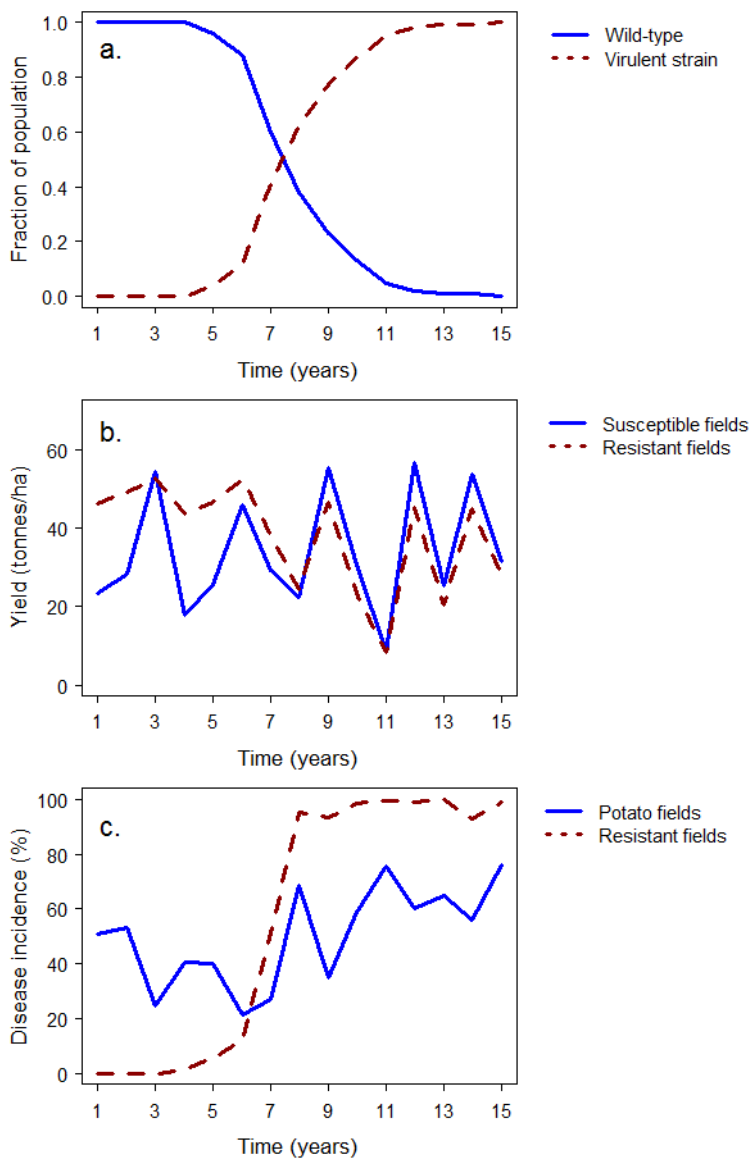 a.
Fraction of population
1.0
0.8
0.6
0.4
0.2
0.0
1 3 5 7 9 11 13 15
Time (years)
Wild-type
Virulent strain
b.
Yield (tonnes/ha)
60
40
20
0
1 3 5 7 9 11 13 15
Time (years)
Susceptible fields
Resistant fields
c.
Disease incidence (%)
100
80
60
40
20
0
1 3 5 7 9 11 13 15
Time (years)
Potato fields
Resistant fields